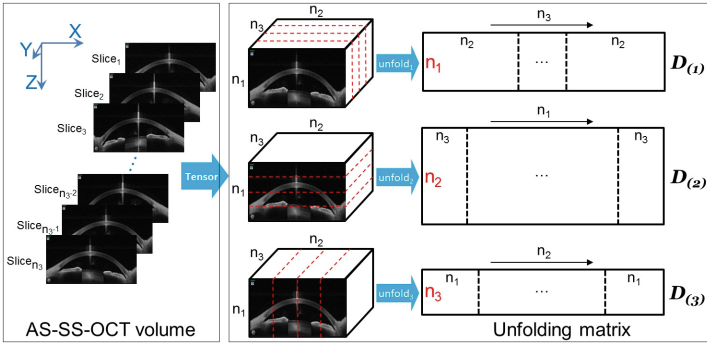 X
Y
Z
Slice1
Slice2
Slice3
Slicen3-2
Slicen3-1
Slicen3
AS-SS-OCT volume
Tensor
n2
n3
n1
unfold1
n3
n2
...
n2
n1
D(1)
n2
n3
n1
unfold2
n1
n3
n3
n2
...
D(2)
n2
n3
n1
unfold3
n2
n1
n1
n3
...
D(3)
Unfolding matrix